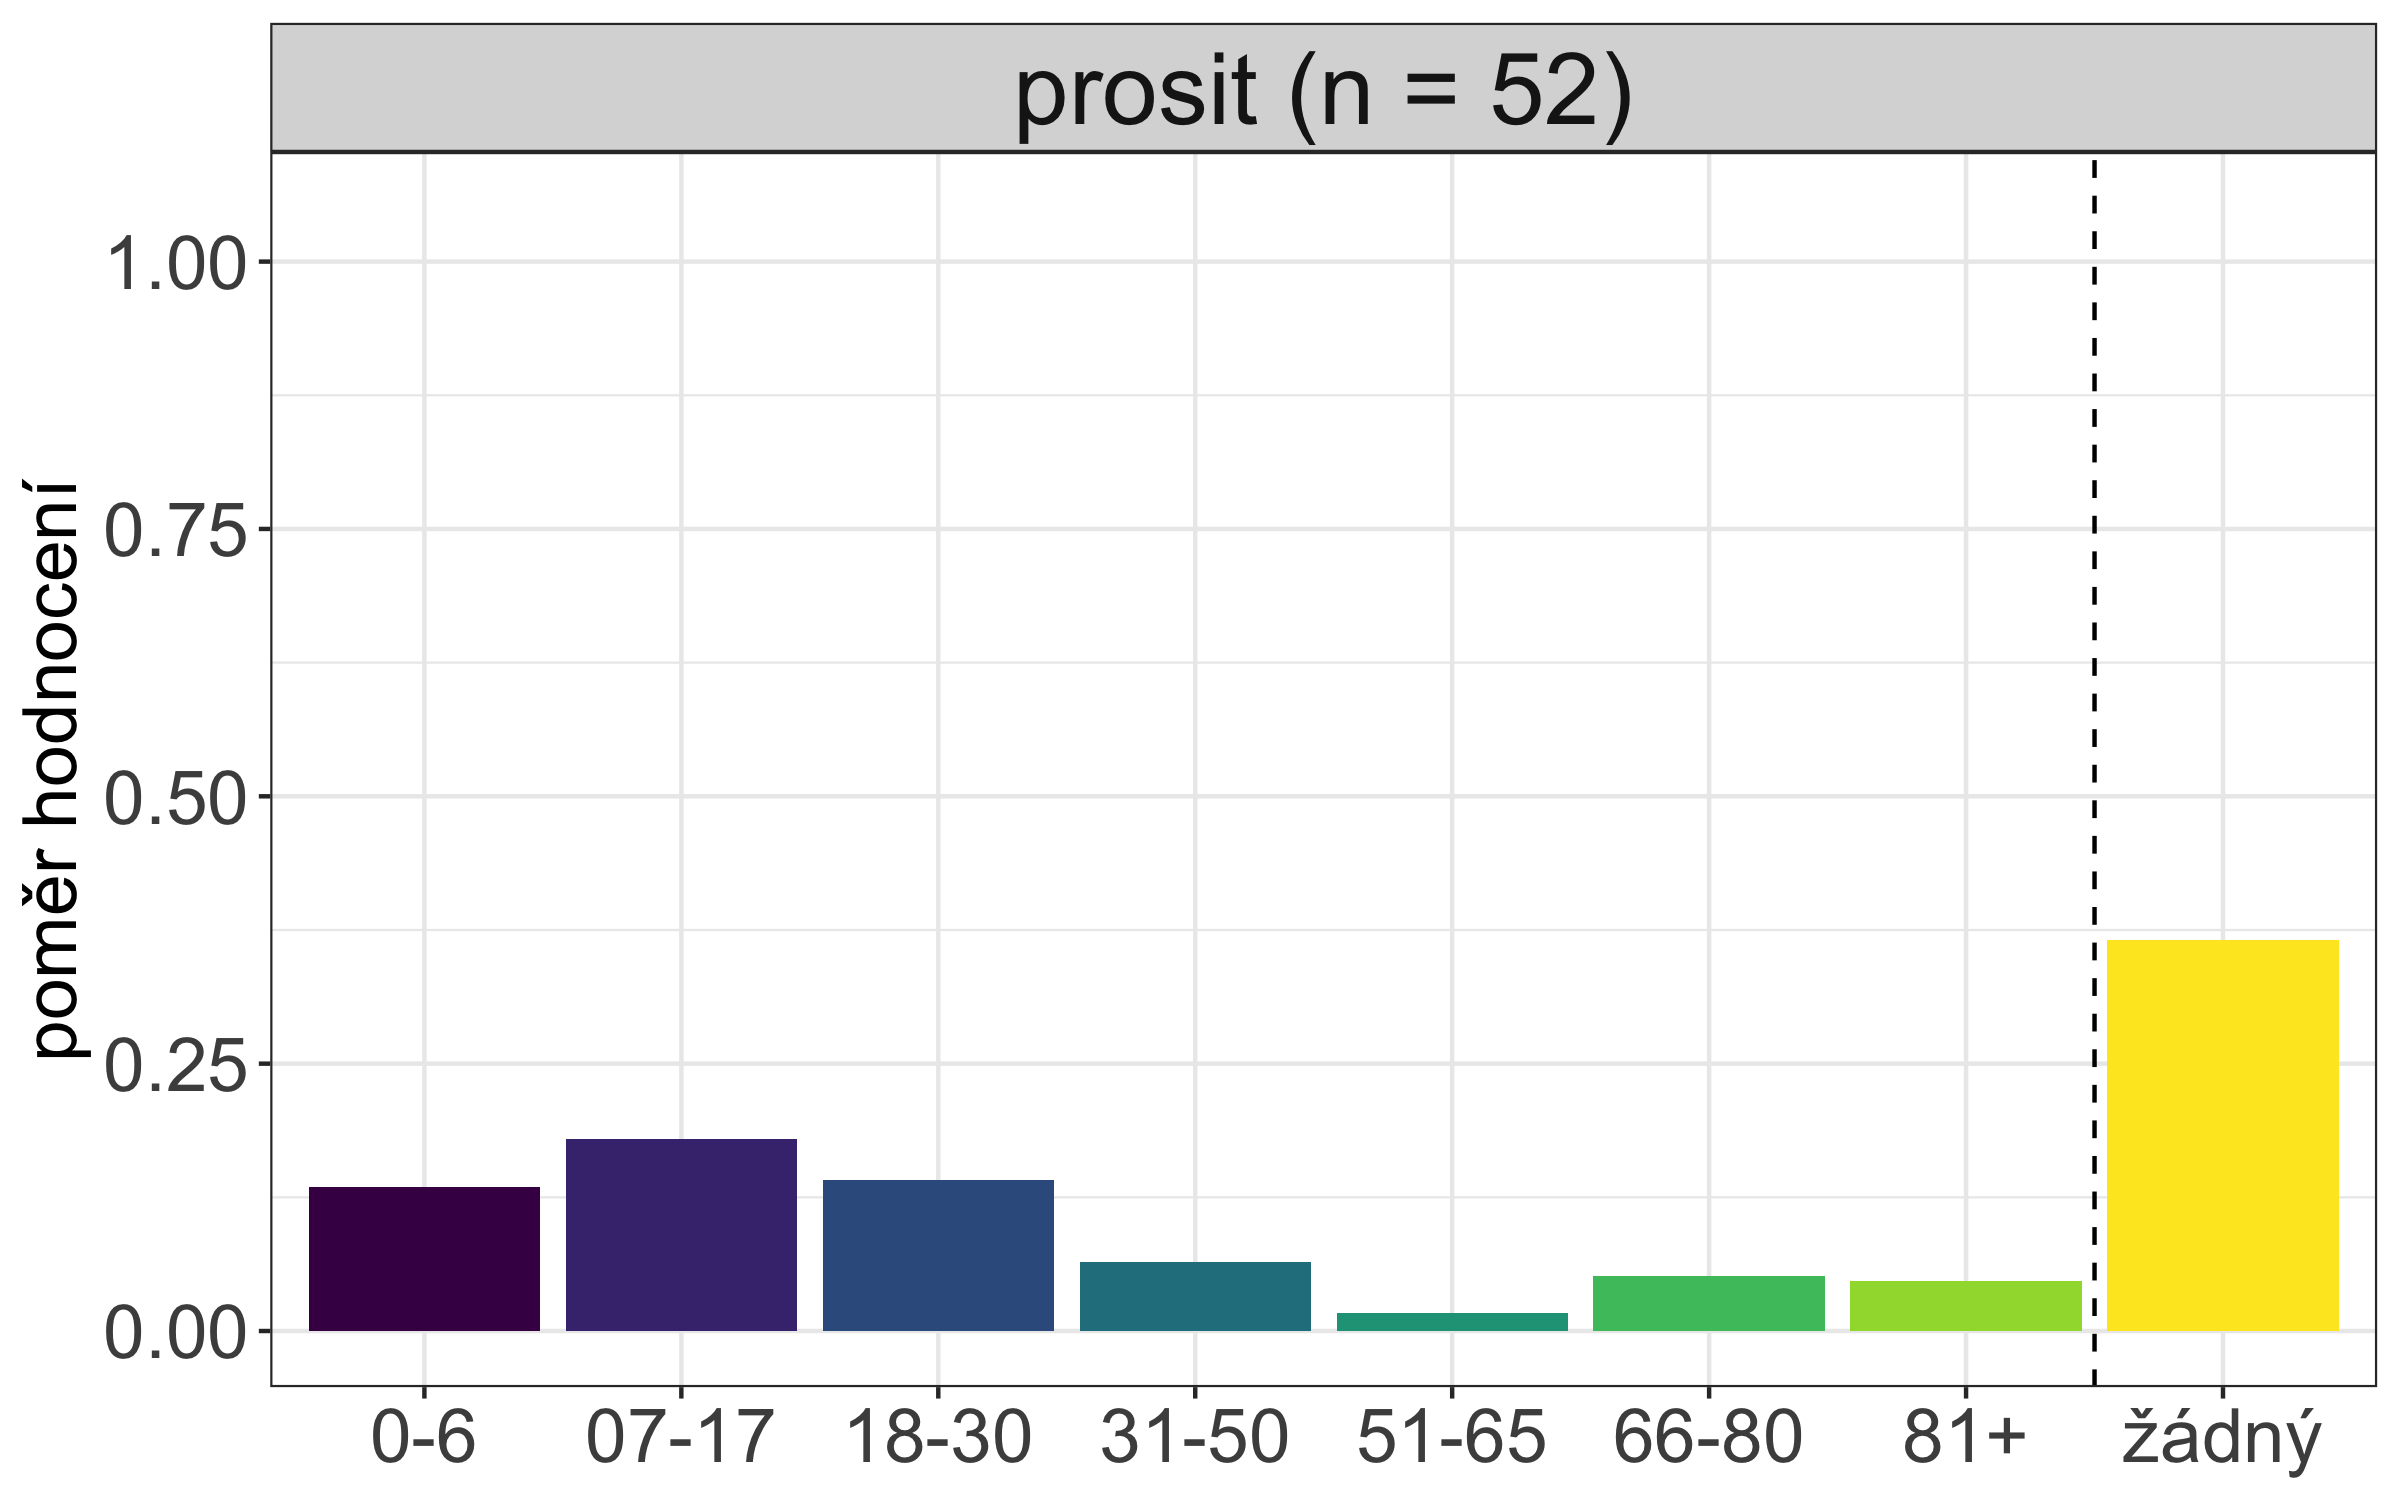 prosit (n = 52)
poměr hodnocení
1.00
0.75
0.50
0.25
0.00
0-6 07-17 18-30 31-50 51-65 66-80 81+ žádný